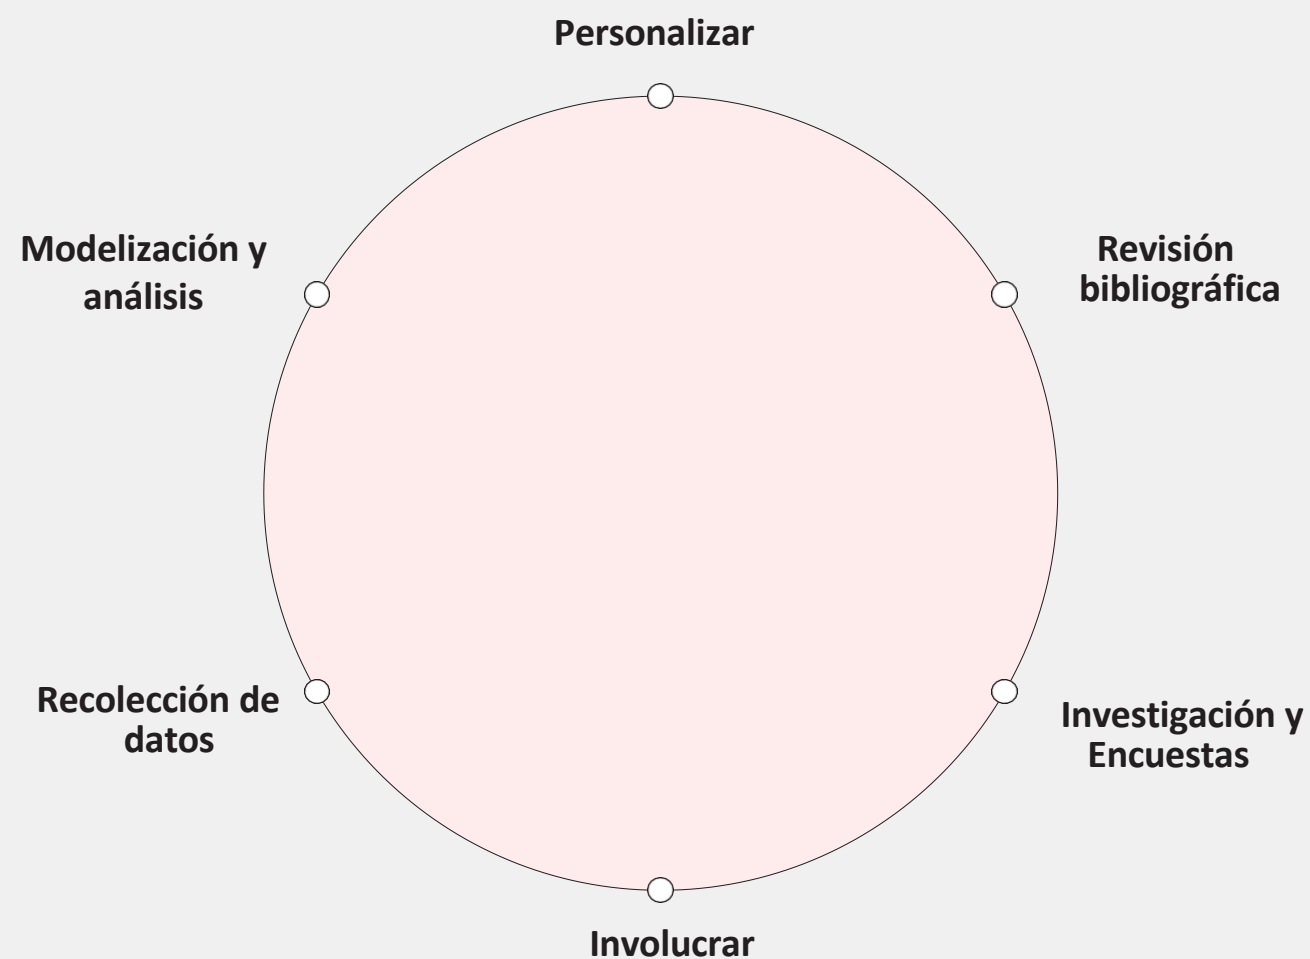 Personalizar
Modelización y
análisis
Revisión
bibliográfica
Recolección de
datos
Investigación y
Encuestas
Involucrar